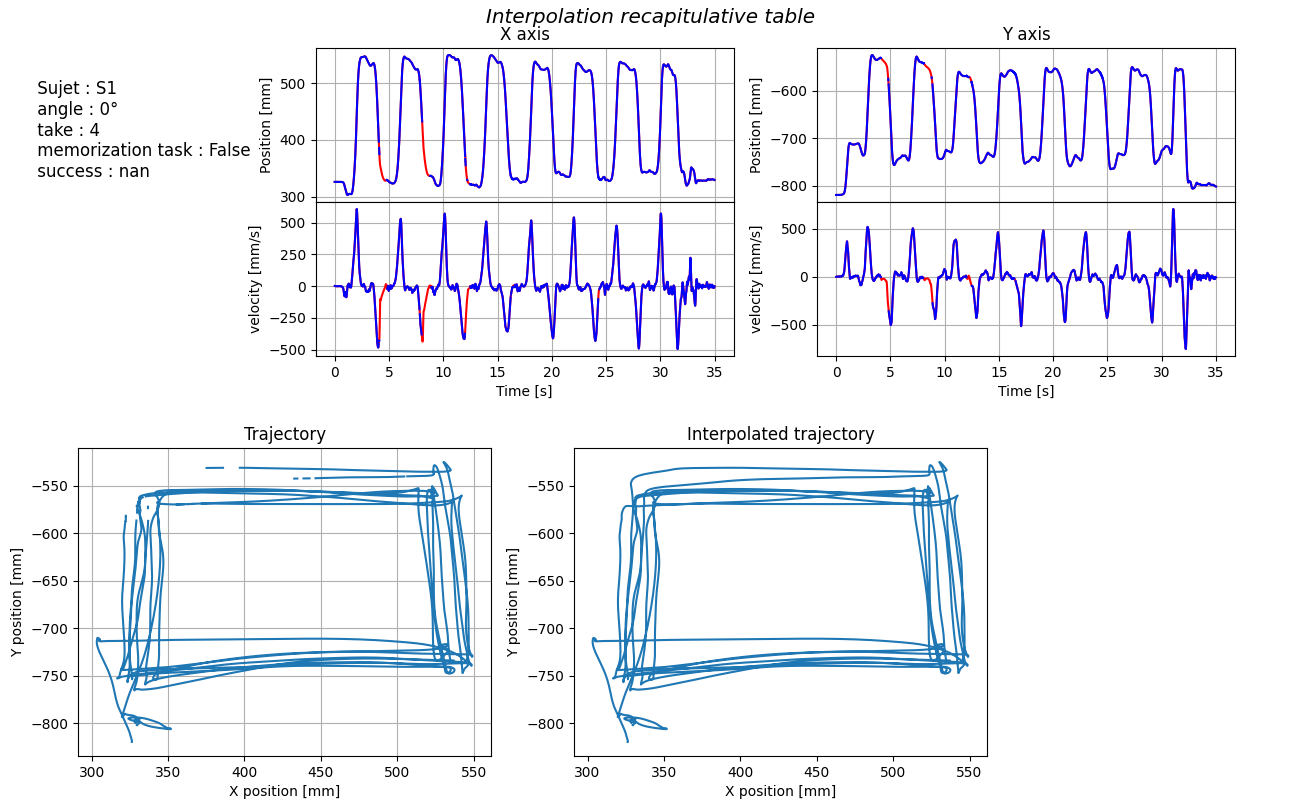 Interpolation recapitulative table
X axis
Y axis
Sujet : S1
angle : 0°
take : 4
memorization task : False
success : nan
Position [mm]
500
400
300
velocity [mm/s]
500
250
0
−250
−500
0 5 10 15 20 25 30 35
Time [s]
Position [mm]
−600
−700
−800
velocity [mm/s]
500
0
−500
0 5 10 15 20 25 30 35
Time [s]
Trajectory
Y position [mm]
−550
−600
−650
−700
−750
−800
300 350 400 450 500 550
X position [mm]
Interpolated trajectory
Y position [mm]
−550
−600
−650
−700
−750
−800
300 350 400 450 500 550
X position [mm]